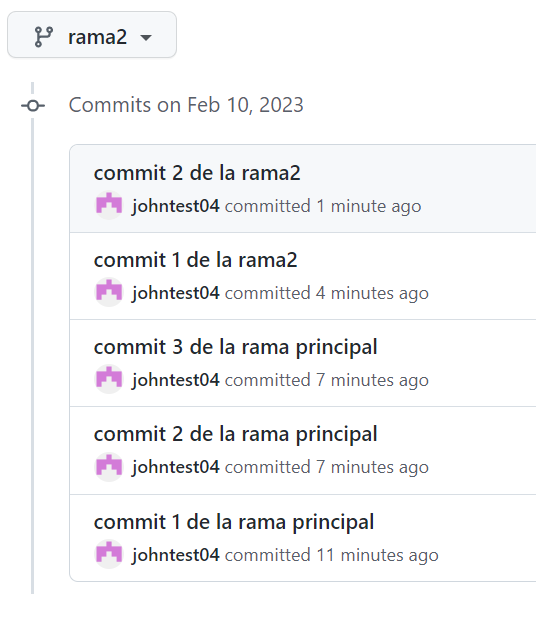 rama2
Commits on Feb 10, 2023
commit 2 de la rama2
johntest04 committed 1 minute ago
commit 1 de la rama2
johntest04 committed 4 minutes ago
commit 3 de la rama principal
johntest04 committed 7 minutes ago
commit 2 de la rama principal
johntest04 committed 7 minutes ago
commit 1 de la rama principal
johntest04 committed 11 minutes ago